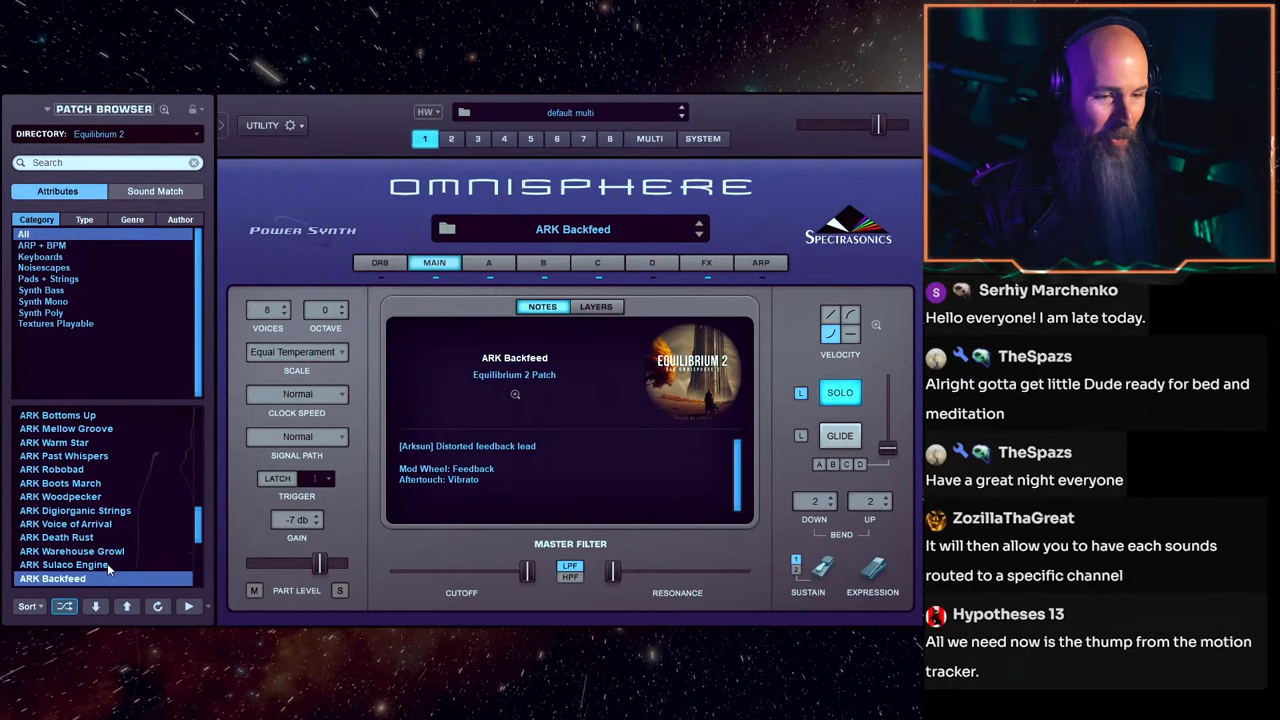 PATCH BROWSER
DIRECTORY: Equilibrium 2
Search
Attributes
Sound Match
Category
Type
Genre
Author
All
ARP + BPM
Keyboards
Noisescapes
Pads + Strings
Synth Bass
Synth Mono
Synth Poly
Textures Playable
ARK Bottoms Up
ARK Mellow Groove
ARK Warm Star
ARK Past Whispers
ARK Robobad
ARK Boots March
ARK Woodpecker
ARK Digiorganic Strings
ARK Voice of Arrival
ARK Death Rust
ARK Warehouse Growl
ARK Sulaco Engine
ARK Backfeed
Sort
UTILITY
HW
default multi
1 2 3 4 5 6 7 8 MULTI SYSTEM
OMNISPHERE
POWER SYNTH
ARK Backfeed
SPECTRASONICS
ORB MAIN A B C D FX ARP
8
0
VOICES
OCTAVE
Equal Temperament
SCALE
Normal
CLOCK SPEED
Normal
SIGNAL PATH
LATCH
TRIGGER
-7 db
GAIN
M PART LEVEL S
NOTES
LAYERS
ARK Backfeed
Equilibrium 2 Patch
EQUILIBRIUM 2
FOR OMNISPHERE 2
[Arksun] Distorted feedback lead
Mod Wheel: Feedback
Aftertouch: Vibrato
MASTER FILTER
LPF
HPF
CUTOFF
RESONANCE
VELOCITY
L SOLO
L GLIDE
A B C D
2
2
DOWN
UP
BEND
1
2
SUSTAIN
EXPRESSION
S Serhiy Marchenko
Hello everyone! I am late today.
TheSpazs
Alright gotta get little Dude ready for bed and
meditation
TheSpazs
Have a great night everyone
ZozillaThaGreat
It will then allow you to have each sounds
routed to a specific channel
Hypotheses 13
All we need now is the thump from the motion
tracker.